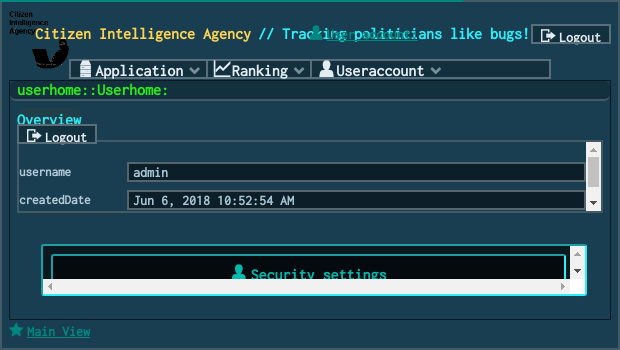 Citizen
Intelligence
Agency
Citizen Intelligence Agency // Tracking politicians like bugs!
Logout
Application
Ranking
Useraccount
userhome::Userhome:
Overview
Logout
username
admin
createdDate
Jun 6, 2018 10:52:54 AM
Security settings
Main View